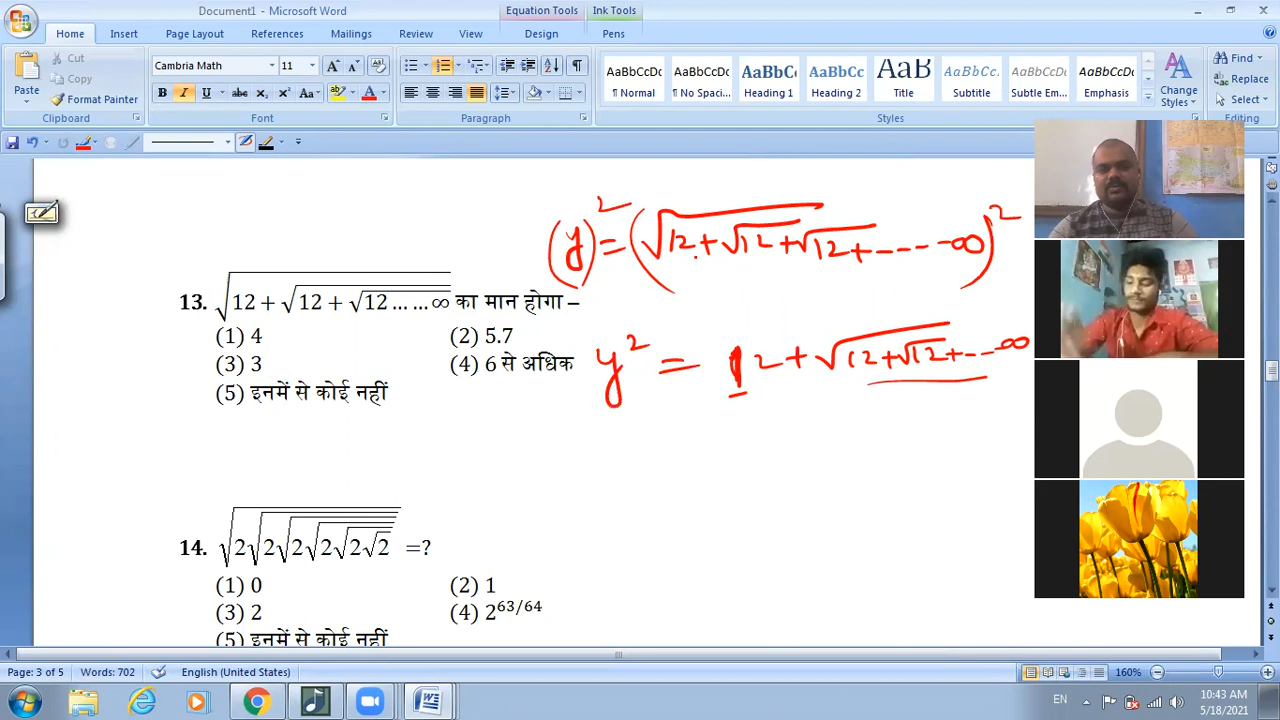 Document1 - Microsoft Word
Equation Tools
Ink Tools
Home Insert Page Layout References Mailings Review View Design Pens
Paste
Cut
Copy
Format Painter
Clipboard
Cambria Math 11
Font
Paragraph
AaBbCcDc AaBbCcDc AaBbCc AaBbCc AaB AaBbCc. AaBbCcDc AaBbCcDc
¶ Normal ¶ No Spaci... Heading 1 Heading 2 Title Subtitle Subtle Em... Emphasis
Styles
Change Styles
Find
Replace
Select
Editing
(y)² = (√12+√12+√12+------∞)²
13. √12 + √12 + √12 … … ∞ का मान होगा –
(1) 4 (2) 5.7
(3) 3 (4) 6 से अधिक
(5) इनमें से कोई नहीं
y² = 12 + √12+√12+---∞
14. √2√2√2√2√2√2 =?
(1) 0 (2) 1
(3) 2 (4) 2^63/64
(5) इनमें से कोई नहीं
Page: 3 of 5 Words: 702 English (United States) 160%
EN 10:43 AM
5/18/2021